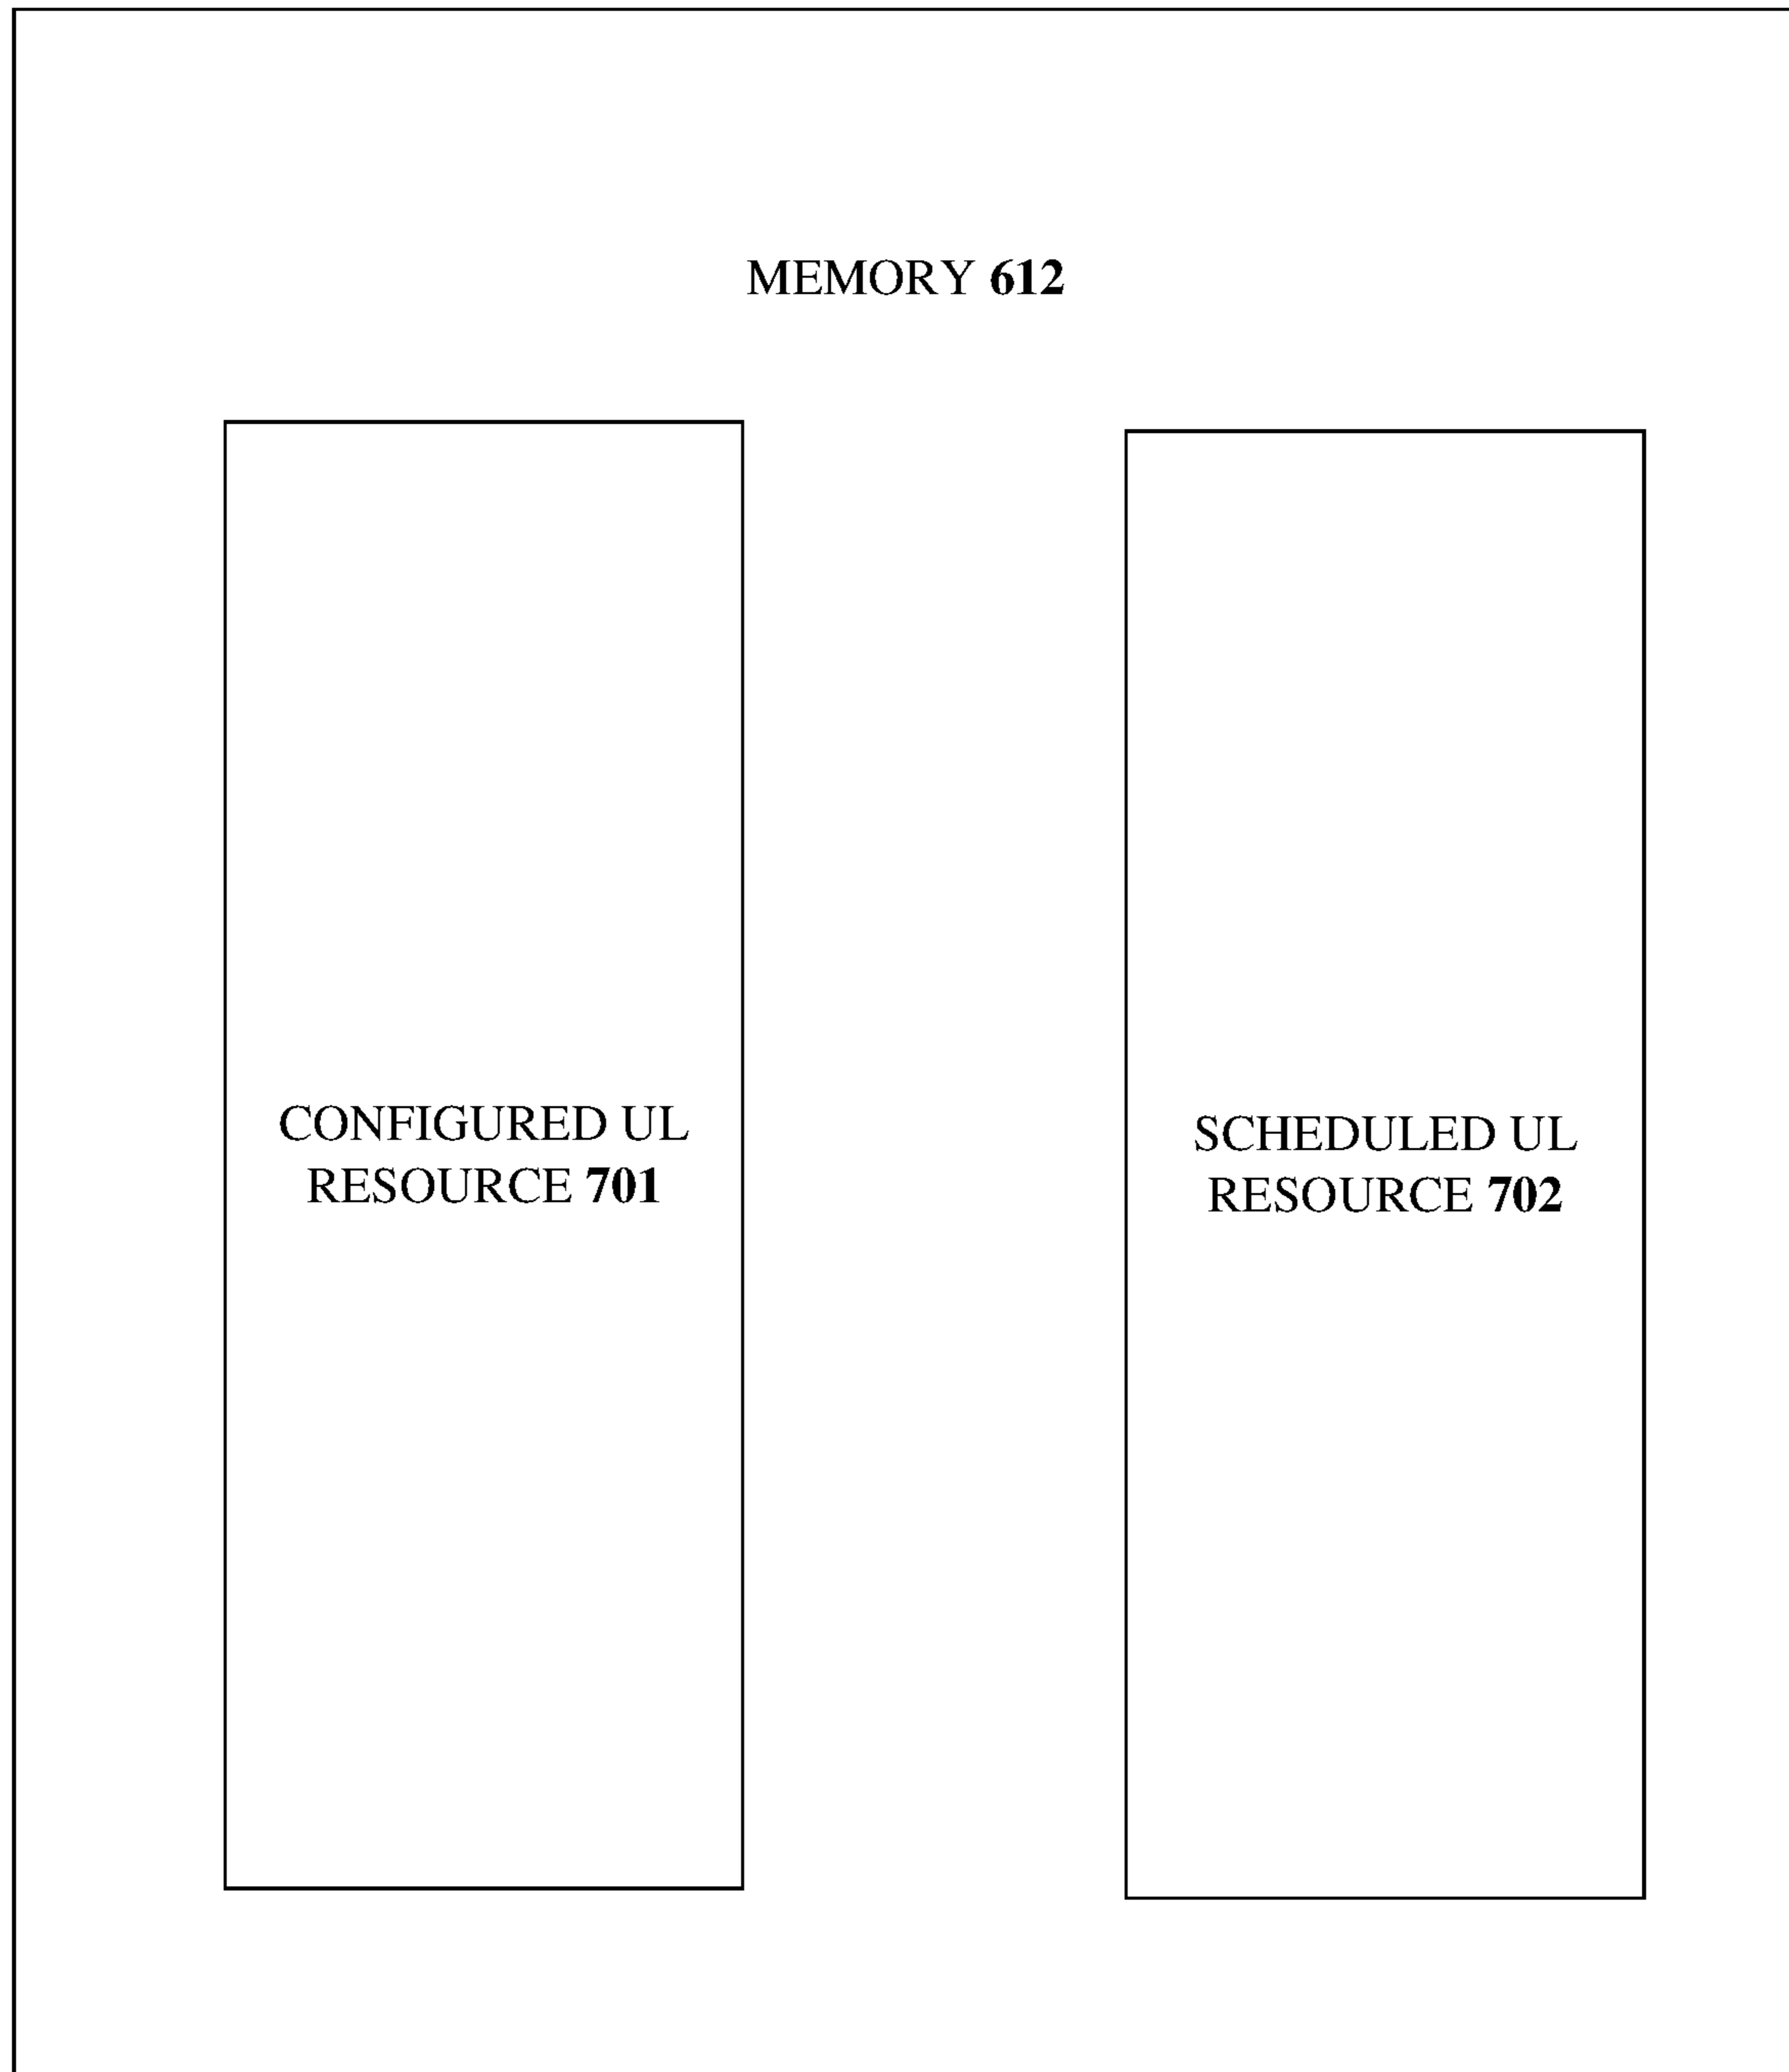 MEMORY 612
CONFIGURED UL
RESOURCE 701
SCHEDULED UL
RESOURCE 702